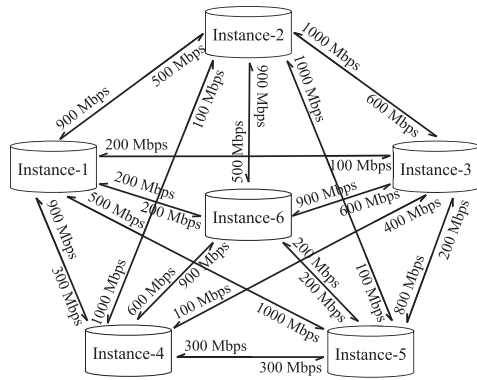 Instance-2
1000 Mbps
500 Mbps
900 Mbps
100 Mbps
900 Mbps
1000 Mbps
600 Mbps
200 Mbps
100 Mbps
Instance-1
Instance-3
500 Mbps
200 Mbps
900 Mbps
200 Mbps
500 Mbps
600 Mbps
400 Mbps
Instance-6
900 Mbps
300 Mbps
1000 Mbps
600 Mbps
900 Mbps
100 Mbps
200 Mbps
200 Mbps
1000 Mbps
100 Mbps
800 Mbps
200 Mbps
Instance-4
300 Mbps
300 Mbps
Instance-5